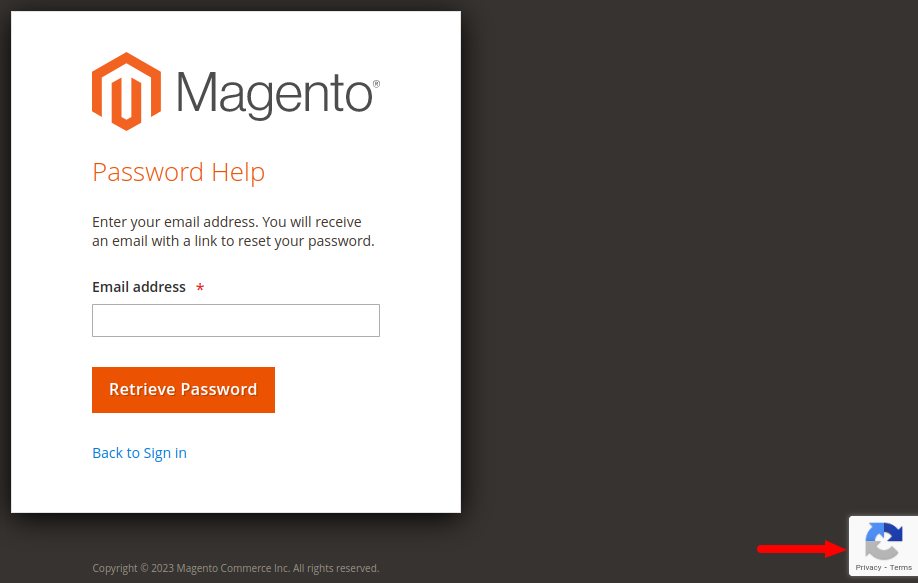 Magento®
Password Help
Enter your email address. You will receive
an email with a link to reset your password.
Email address *
Retrieve Password
Back to Sign in
Copyright © 2023 Magento Commerce Inc. All rights reserved.
Privacy - Terms